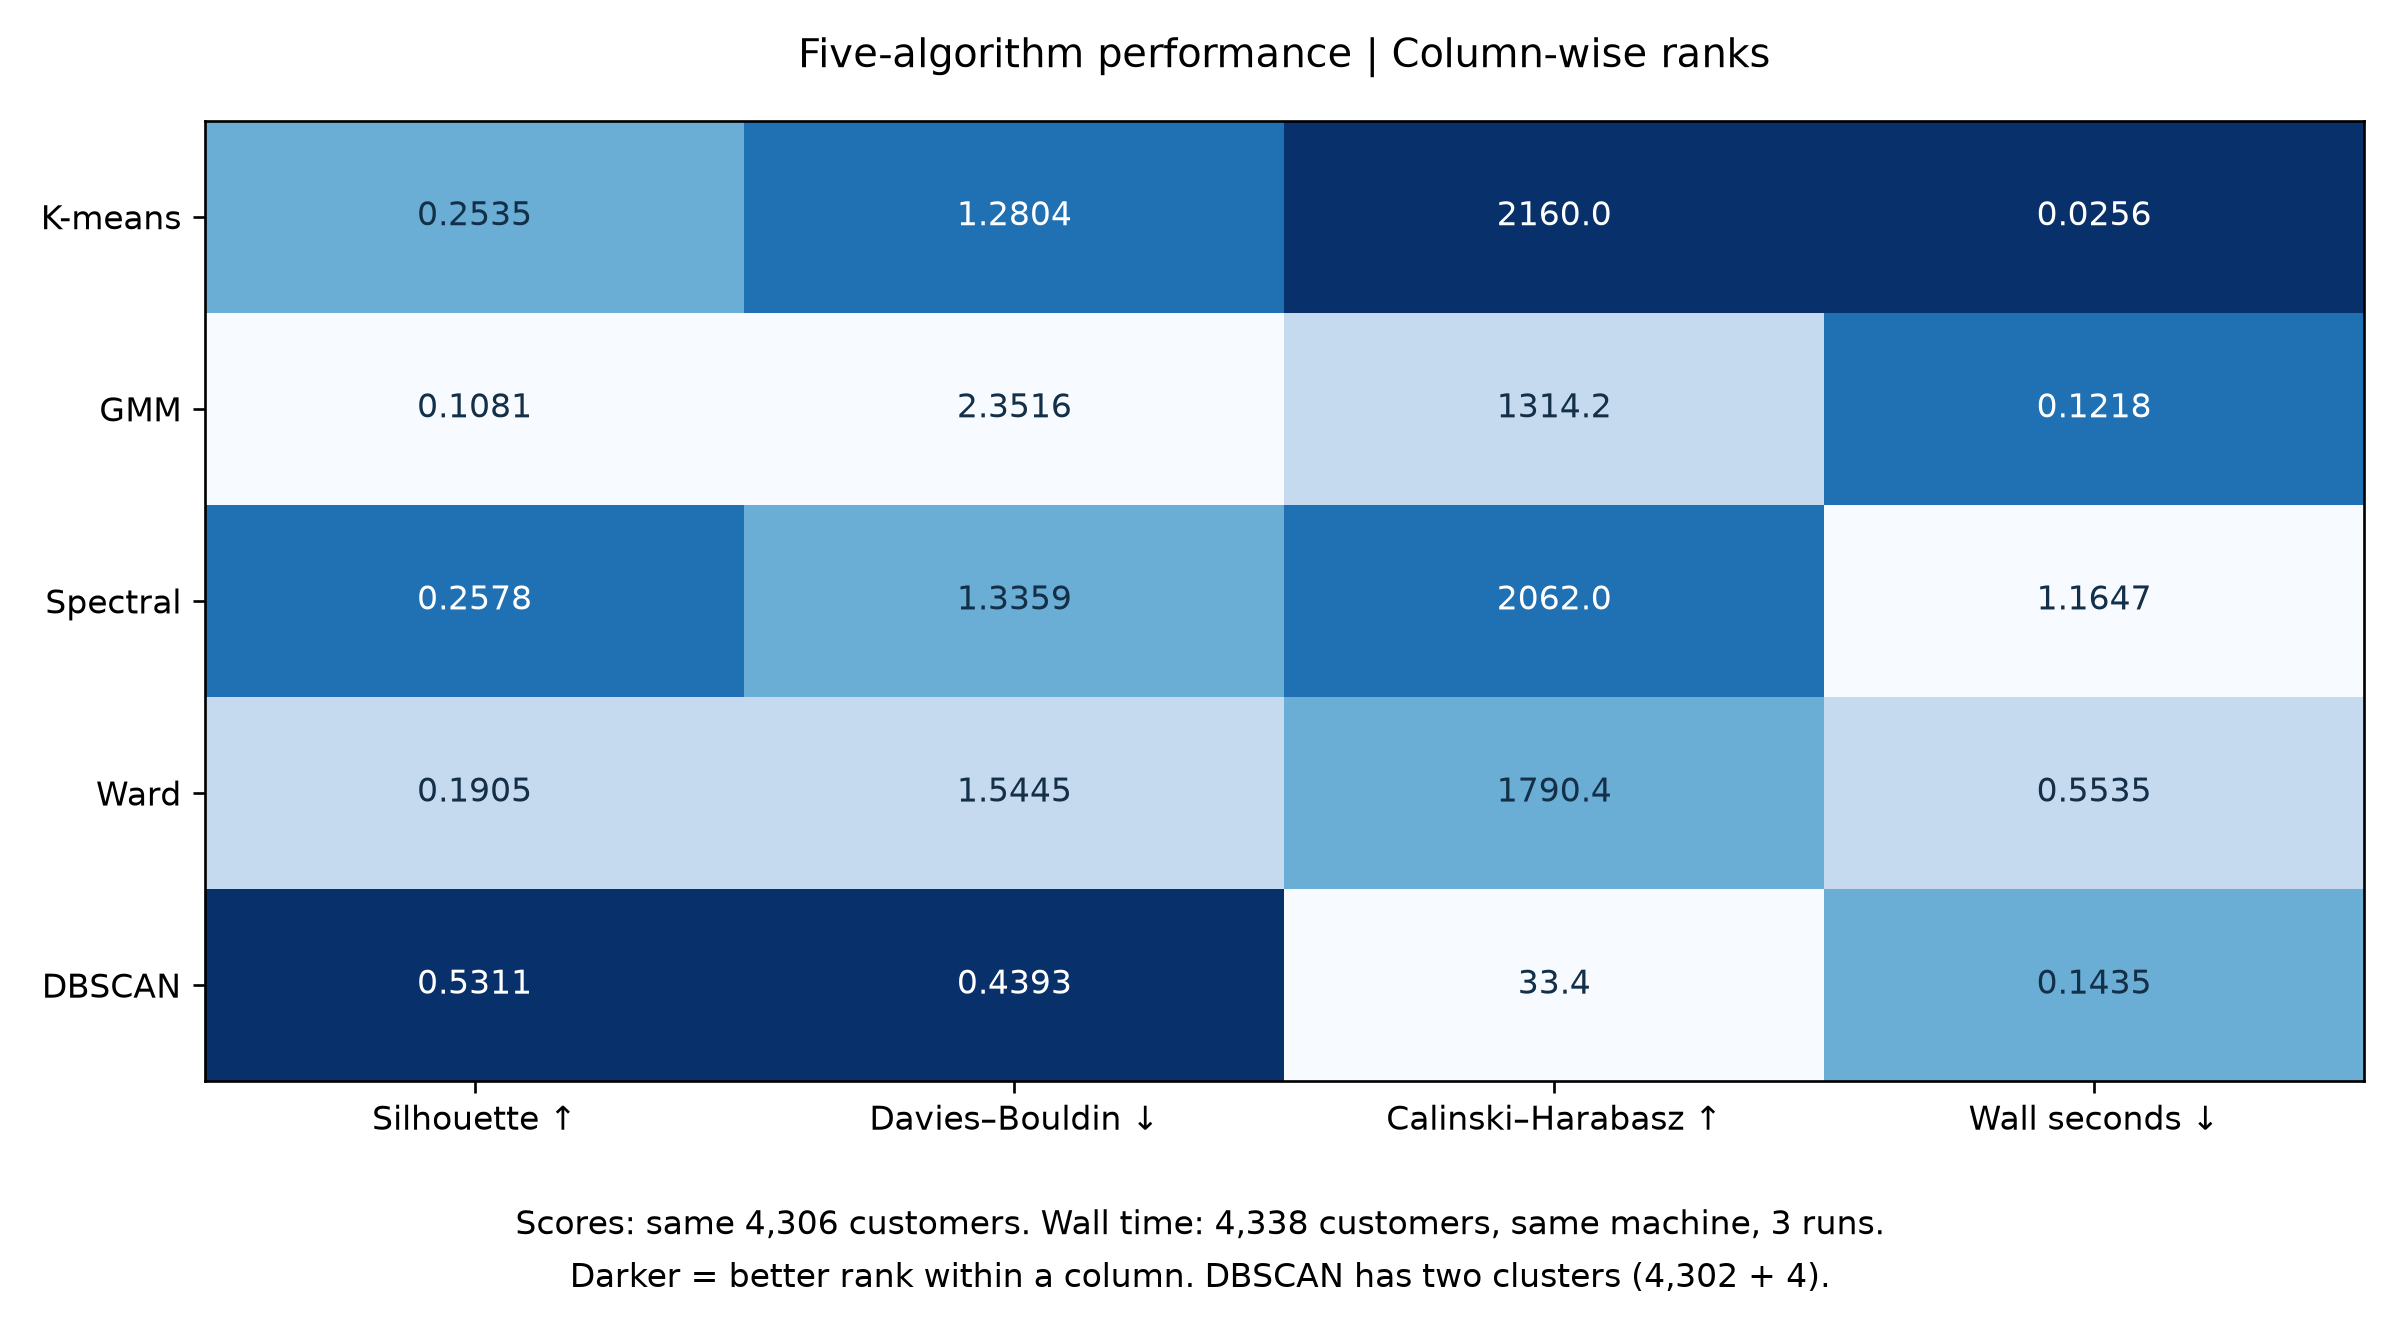 Five-algorithm performance | Column-wise ranks
K-means 0.2535 1.2804 2160.0 0.0256
GMM 0.1081 2.3516 1314.2 0.1218
Spectral 0.2578 1.3359 2062.0 1.1647
Ward 0.1905 1.5445 1790.4 0.5535
DBSCAN 0.5311 0.4393 33.4 0.1435
Silhouette ↑ Davies–Bouldin ↓ Calinski–Harabasz ↑ Wall seconds ↓
Scores: same 4,306 customers. Wall time: 4,338 customers, same machine, 3 runs.
Darker = better rank within a column. DBSCAN has two clusters (4,302 + 4).